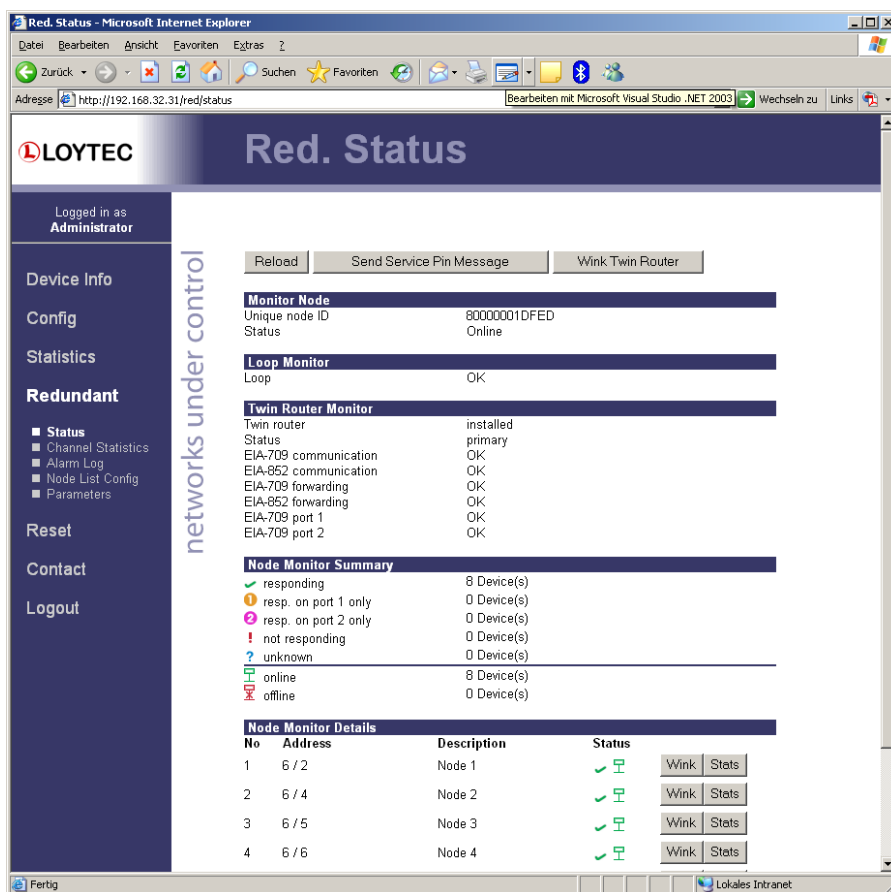 Red. Status - Microsoft Internet Explorer
Datei Bearbeiten Ansicht Favoriten Extras ?
Zurück Suchen Favoriten
Adresse http://192.168.32.31/red/status Bearbeiten mit Microsoft Visual Studio .NET 2003 Wechseln zu Links
LOYTEC
Red. Status
Logged in as
Administrator
Device Info
Config
Statistics
Redundant
Status
Channel Statistics
Alarm Log
Node List Config
Parameters
Reset
Contact
Logout
networks under control
Reload Send Service Pin Message Wink Twin Router
Monitor Node
Unique node ID 80000001DFED
Status Online
Loop Monitor
Loop OK
Twin Router Monitor
Twin router installed
Status primary
EIA-709 communication OK
EIA-852 communication OK
EIA-709 forwarding OK
EIA-852 forwarding OK
EIA-709 port 1 OK
EIA-709 port 2 OK
Node Monitor Summary
responding 8 Device(s)
1 resp. on port 1 only 0 Device(s)
2 resp. on port 2 only 0 Device(s)
! not responding 0 Device(s)
? unknown 0 Device(s)
online 8 Device(s)
offline 0 Device(s)
Node Monitor Details
No Address Description Status
1 6 / 2 Node 1 Wink Stats
2 6 / 4 Node 2 Wink Stats
3 6 / 5 Node 3 Wink Stats
4 6 / 6 Node 4 Wink Stats
Fertig Lokales Intranet